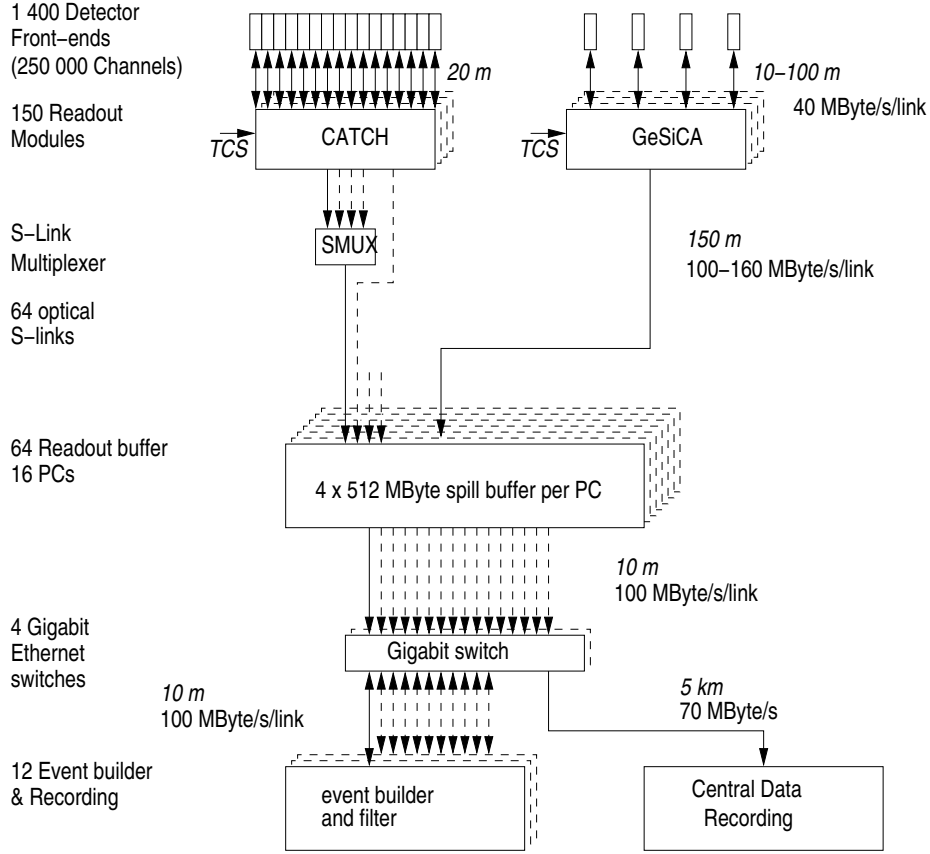 1 400 Detector
Front−ends
(250 000 Channels)
20 m
10−100 m
40 MByte/s/link
150 Readout
Modules
TCS
CATCH
TCS
GeSiCA
S−Link
Multiplexer
SMUX
150 m
100−160 MByte/s/link
64 optical
S−links
64 Readout buffer
16 PCs
4 x 512 MByte spill buffer per PC
10 m
100 MByte/s/link
4 Gigabit
Ethernet
switches
Gigabit switch
10 m
100 MByte/s/link
5 km
70 MByte/s
12 Event builder
& Recording
event builder
and filter
Central Data
Recording